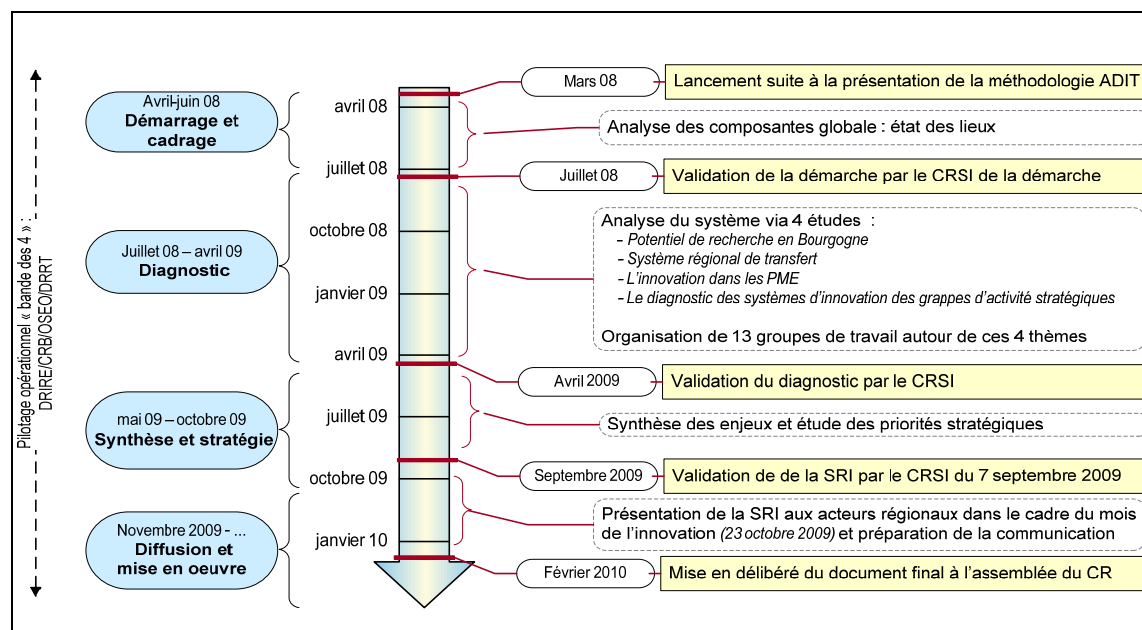 Pilotage opérationnel « bande des 4 » :
DRIRE/CRB/OSEO/DRRT
Avril-juin 08
Démarrage et
cadrage
Juillet 08 – avril 09
Diagnostic
mai 09 – octobre 09
Synthèse et stratégie
Novembre 2009 - ...
Diffusion et
mise en oeuvre
avril 08
juillet 08
octobre 08
janvier 09
avril 09
juillet 09
octobre 09
janvier 10
Mars 08
Lancement suite à la présentation de la méthodologie ADIT
Analyse des composantes globale : état des lieux
Juillet 08
Validation de la démarche par le CRSI de la démarche
Analyse du système via 4 études :
- Potentiel de recherche en Bourgogne
- Système régional de transfert
- L'innovation dans les PME
- Le diagnostic des systèmes d'innovation des grappes d'activité stratégiques
Organisation de 13 groupes de travail autour de ces 4 thèmes
Avril 2009
Validation du diagnostic par le CRSI
Synthèse des enjeux et étude des priorités stratégiques
Septembre 2009
Validation de de la SRI par le CRSI du 7 septembre 2009
Présentation de la SRI aux acteurs régionaux dans le cadre du mois
de l'innovation (23 octobre 2009) et préparation de la communication
Février 2010
Mise en délibéré du document final à l'assemblée du CR